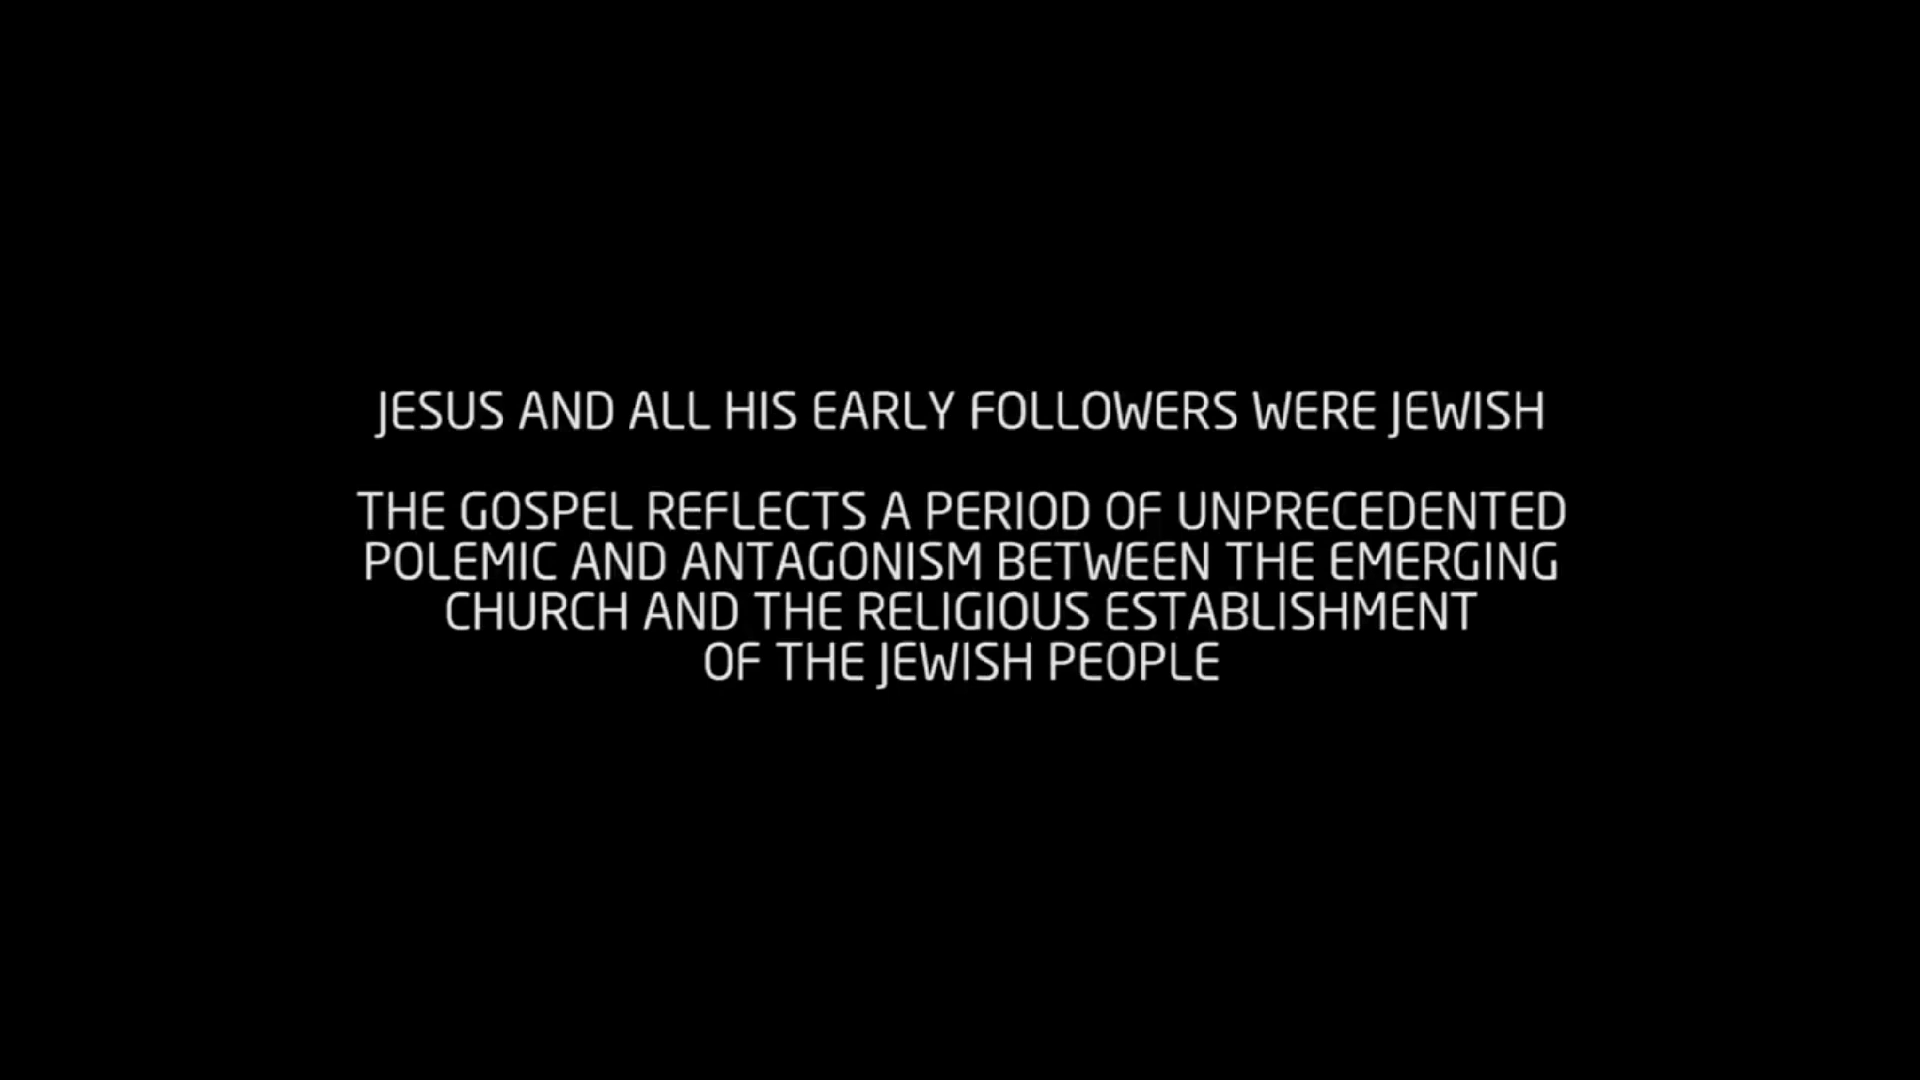 JESUS AND ALL HIS EARLY FOLLOWERS WERE JEWISH
THE GOSPEL REFLECTS A PERIOD OF UNPRECEDENTED
POLEMIC AND ANTAGONISM BETWEEN THE EMERGING
CHURCH AND THE RELIGIOUS ESTABLISHMENT
OF THE JEWISH PEOPLE